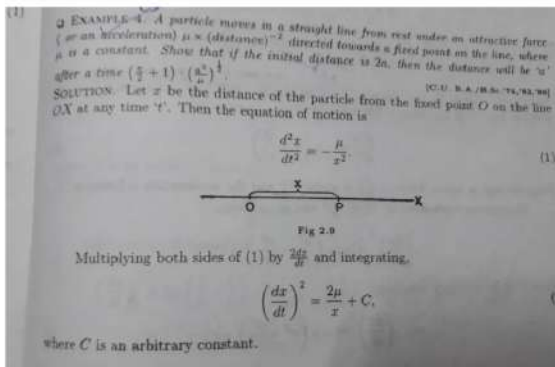 (1)
❑ EXAMPLE 4. A particle moves in a straight line from rest under an attractive force
(or an acceleration) μ × (distance)⁻² directed towards a fixed point on the line, where
μ is a constant. Show that if the initial distance is 2a, then the distance will be 'a'
after a time (π/2 + 1) · (a³/μ)^½.
[C.U. B.A./B.Sc.
SOLUTION. Let x be the distance of the particle from the fixed point O on the line
OX at any time 't'. Then the equation of motion is
d²x/dt² = − μ/x². (1)
X
O P X
Fig 2.9
Multiplying both sides of (1) by 2dx/dt and integrating,
(dx/dt)² = 2μ/x + C,
where C is an arbitrary constant.